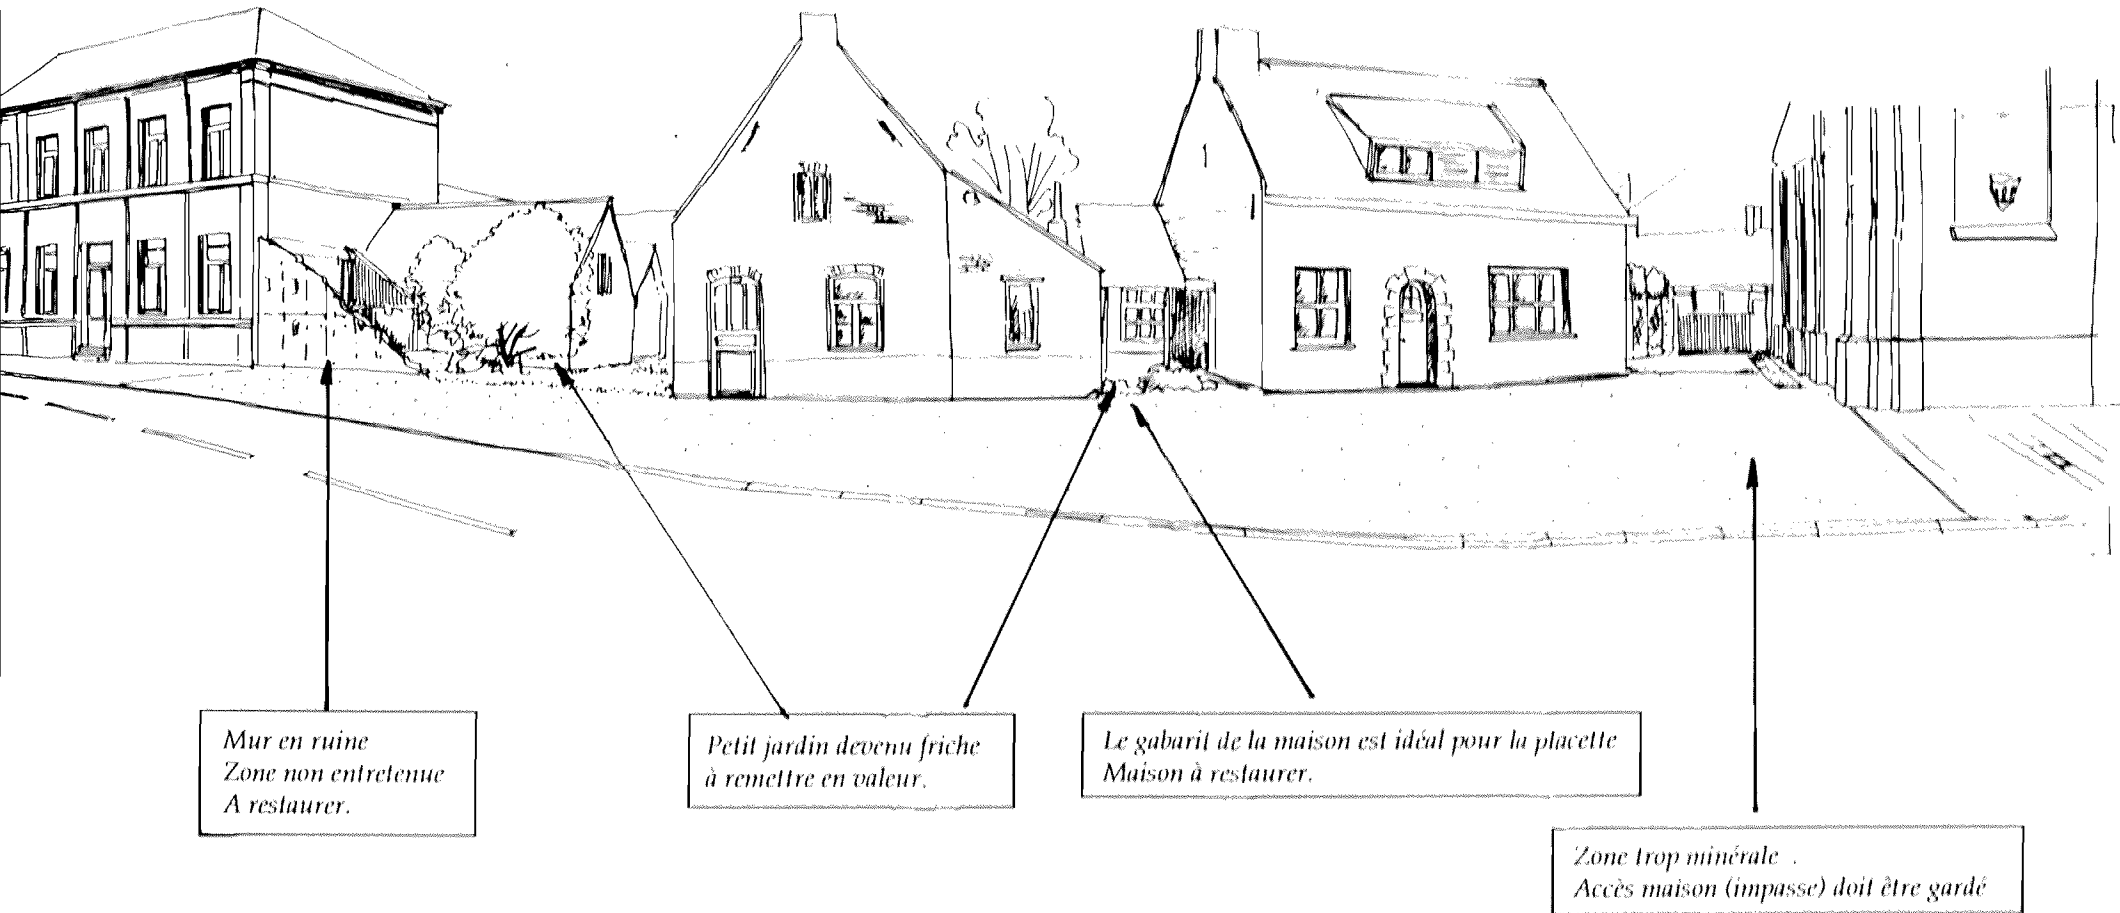 Mur en ruine
Zone non entretenue
A restaurer.
Petit jardin devenu friche
à remettre en valeur.
Le gabarit de la maison est idéal pour la placette
Maison à restaurer.
Zone trop minérale .
Accès maison (impasse) doit être gardé